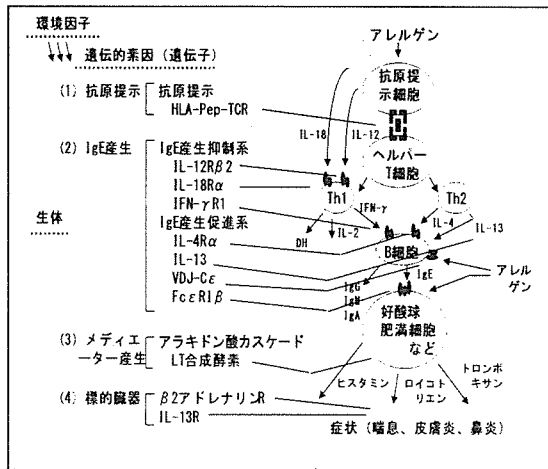 環境因子
遺伝的素因（遺伝子）
(1) 抗原提示
抗原提示
HLA-Pep-TCR
(2) IgE産生
IgE産生抑制系
IL-12Rβ2
IL-18Rα
IFN-γR1
IgE産生促進系
IL-4Rα
IL-13
VDJ-Cε
FcεRIβ
生体
(3) メディエ
ーター産生
アラキドン酸カスケード
LT合成酵素
(4) 標的臓器
β2アドレナリンR
IL-13R
アレルゲン
抗原提
示細胞
IL-18
IL-12
ヘルパー
T細胞
Th1
Th2
IFN-γ
IL-4
IL-13
DH
IL-2
B細胞
IgG
IgM
IgA
IgE
アレル
ゲン
好酸球
肥満細胞
など
ヒスタミン
ロイコト
リエン
トロンボ
キサン
症状（喘息、皮膚炎、鼻炎）